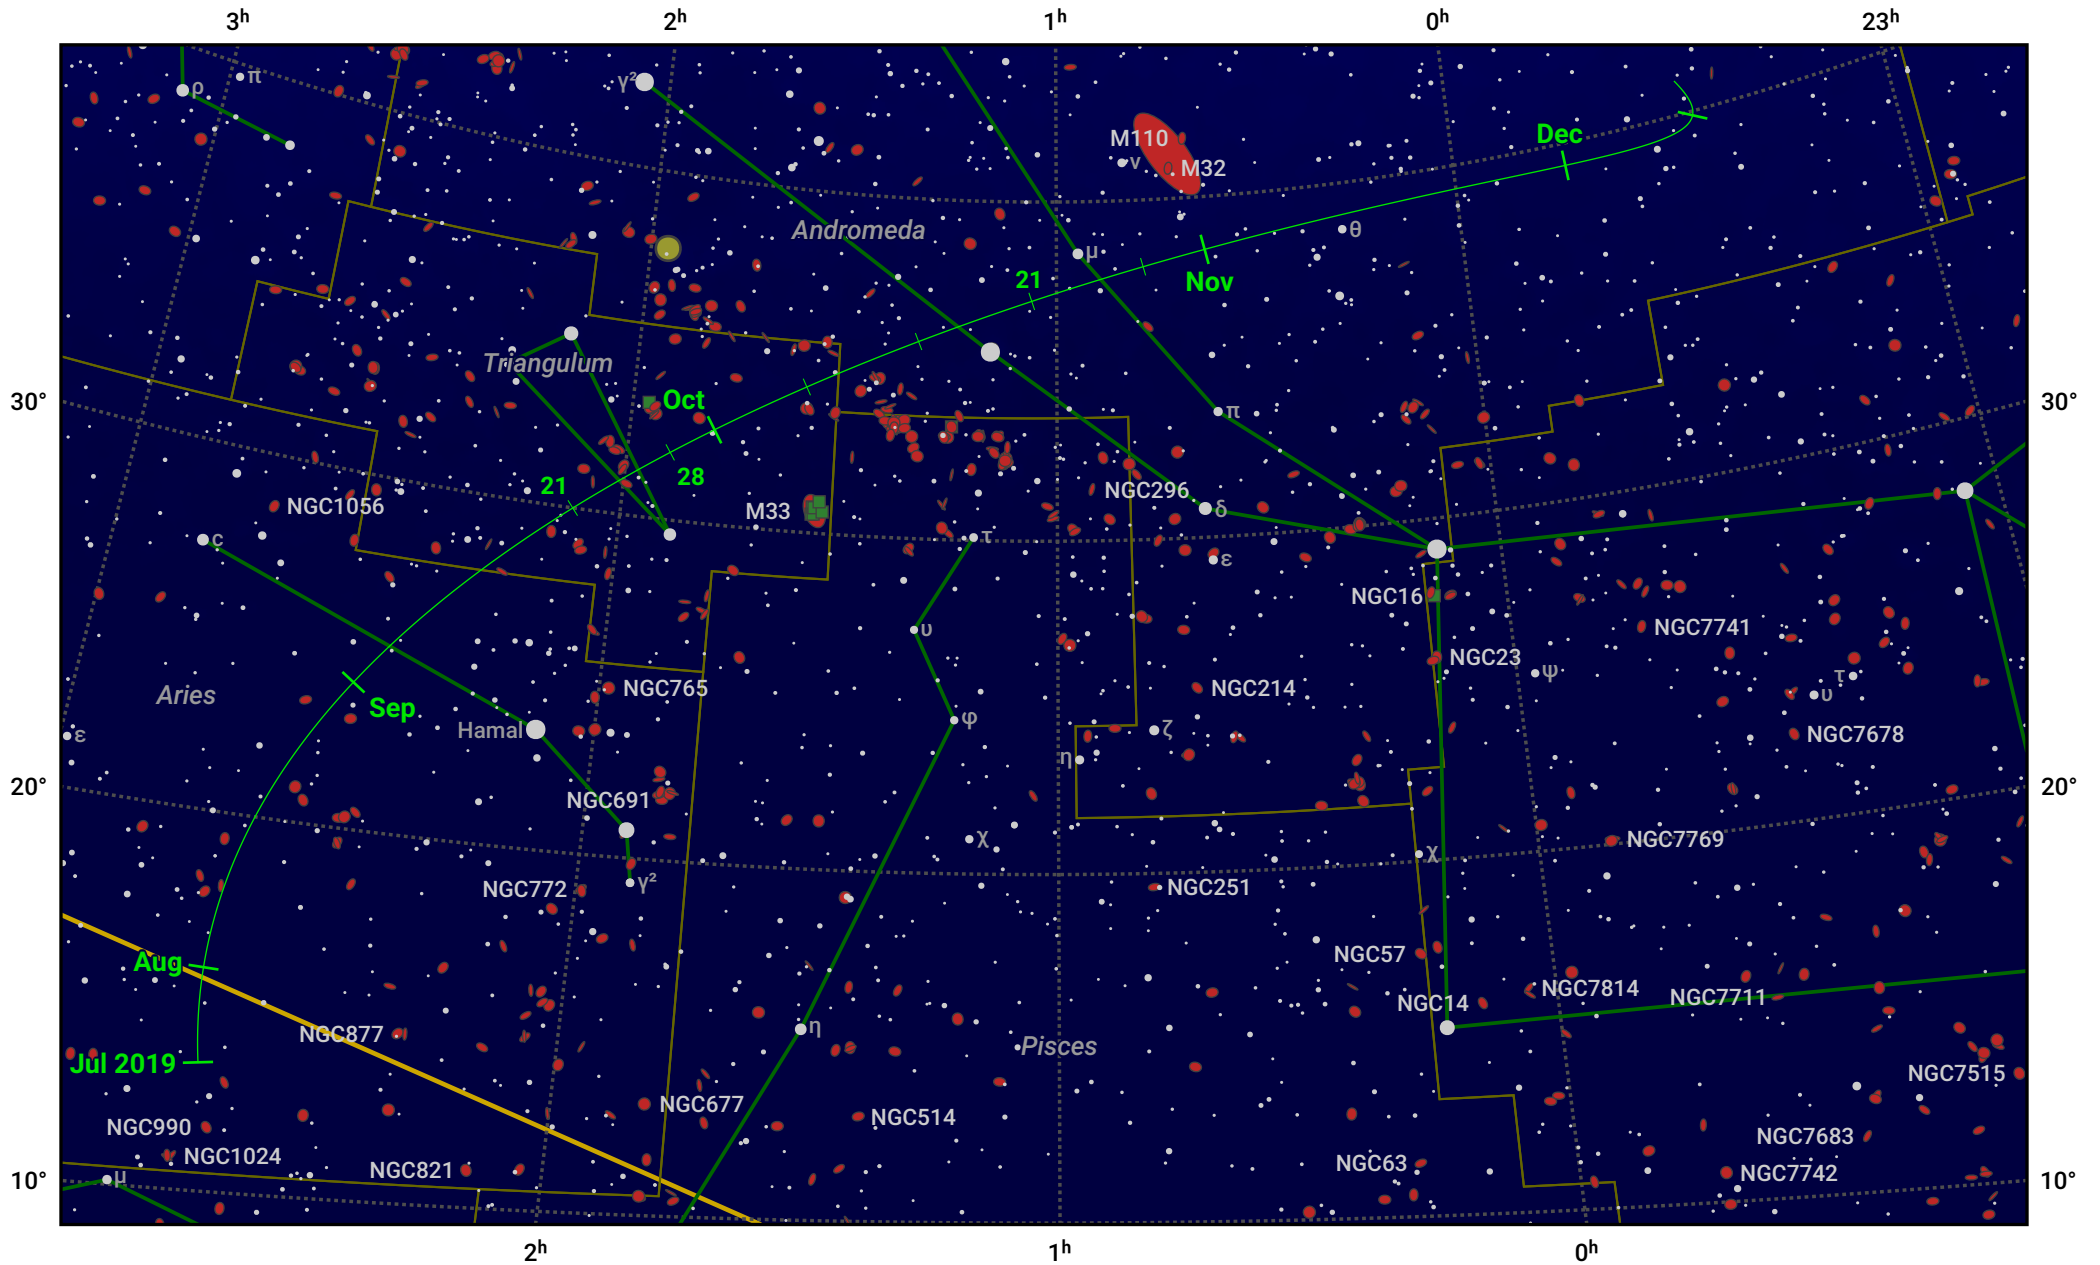 3ʰ 2ʰ 1ʰ 0ʰ 23ʰ
ρ π γ² M110 ν M32 Dec
Andromeda θ
μ
21 Nov
Triangulum
30° Oct π 30°
21 28 NGC296
NGC1056 M33 δ
c τ ε
NGC16
υ NGC7741
NGC23 ψ τ
Aries NGC765 NGC214 υ
Sep
ε Hamal φ ζ NGC7678
η
20° NGC691 20°
χ χ NGC7769
NGC772 γ² NGC251
Aug NGC57
NGC7814
NGC14 NGC7711
NGC877 η
Pisces
Jul 2019 NGC7515
NGC677 NGC514
NGC990 NGC7683
NGC1024 NGC821 NGC63
10° μ NGC7742 10°
2ʰ 1ʰ 0ʰ